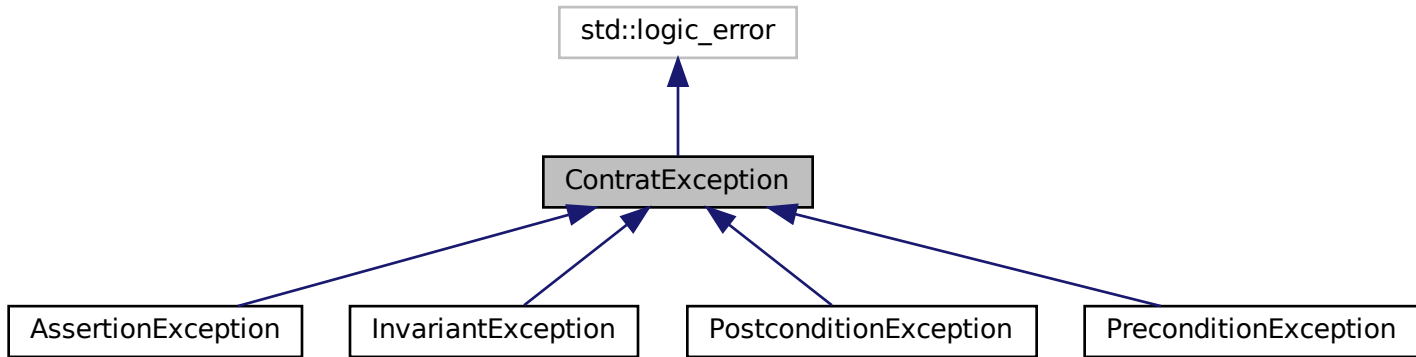 std::logic_error
ContratException
AssertionException
InvariantException
PostconditionException
PreconditionException